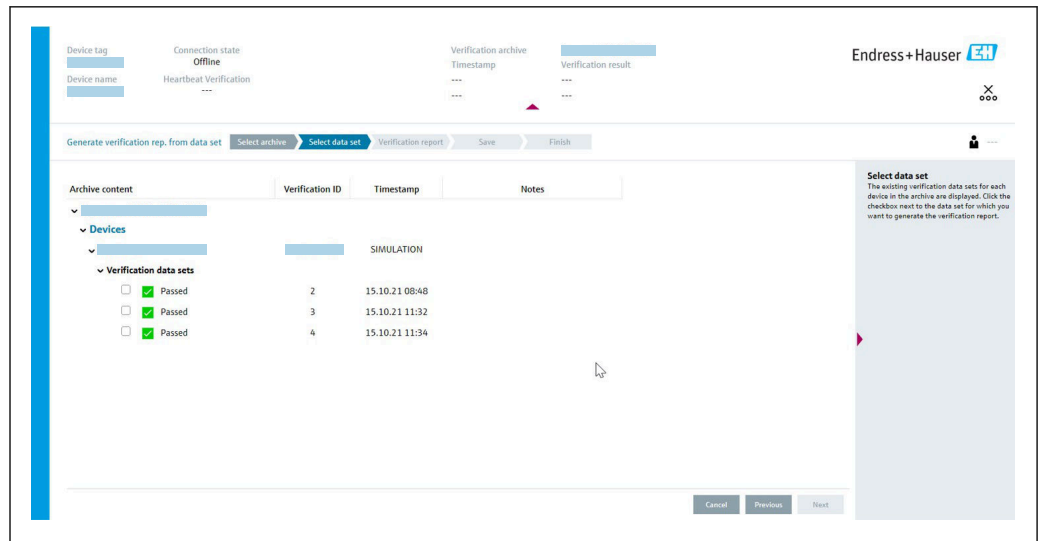 Device tag
Connection state
Offline
Device name
Heartbeat Verification
---
Verification archive
Timestamp
Verification result
---
---
---
---
Endress+Hauser EH
Generate verification rep. from data set
Select archive
Select data set
Verification report
Save
Finish
---
Archive content
Verification ID
Timestamp
Notes
Devices
SIMULATION
Verification data sets
Passed 2 15.10.21 08:48
Passed 3 15.10.21 11:32
Passed 4 15.10.21 11:34
Select data set
The existing verification data sets for each
device in the archive are displayed. Click the
checkbox next to the data set for which you
want to generate the verification report.
Cancel
Previous
Next